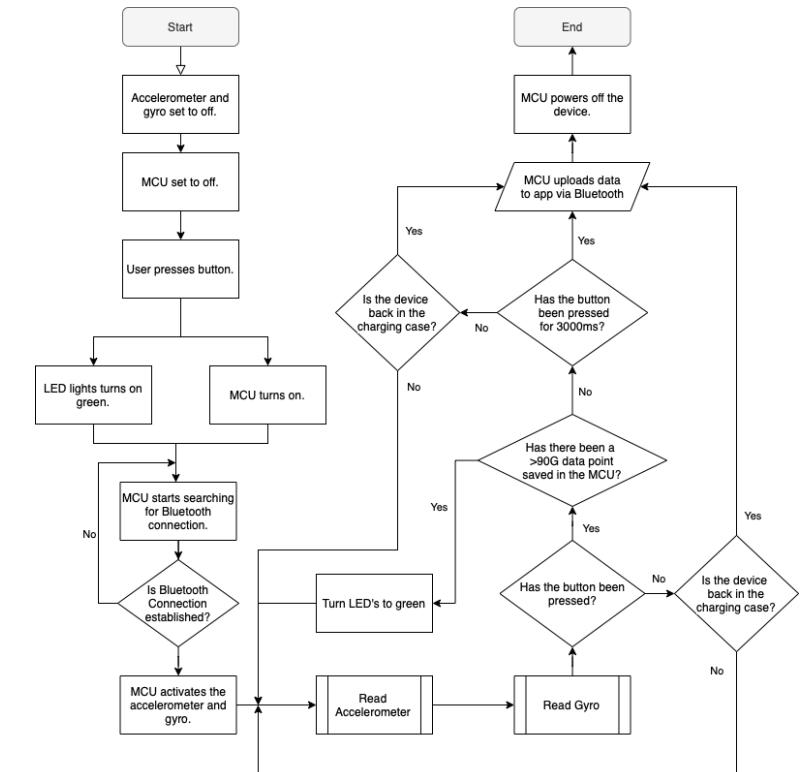 Start
Accelerometer and
gyro set to off.
MCU set to off.
User presses button.
LED lights turns on
green.
MCU turns on.
MCU starts searching
for Bluetooth
connection.
No
Is Bluetooth
Connection
established?
MCU activates the
accelerometer and
gyro.
Read
Accelerometer
Read Gyro
Has the button been
pressed?
No
Is the device
back in the
charging case?
Yes
No
Yes
Has there been a
>90G data point
saved in the MCU?
Yes
Turn LED's to green
No
Has the button
been pressed
for 3000ms?
No
Is the device
back in the
charging case?
Yes
No
Yes
MCU uploads data
to app via Bluetooth
MCU powers off the
device.
End